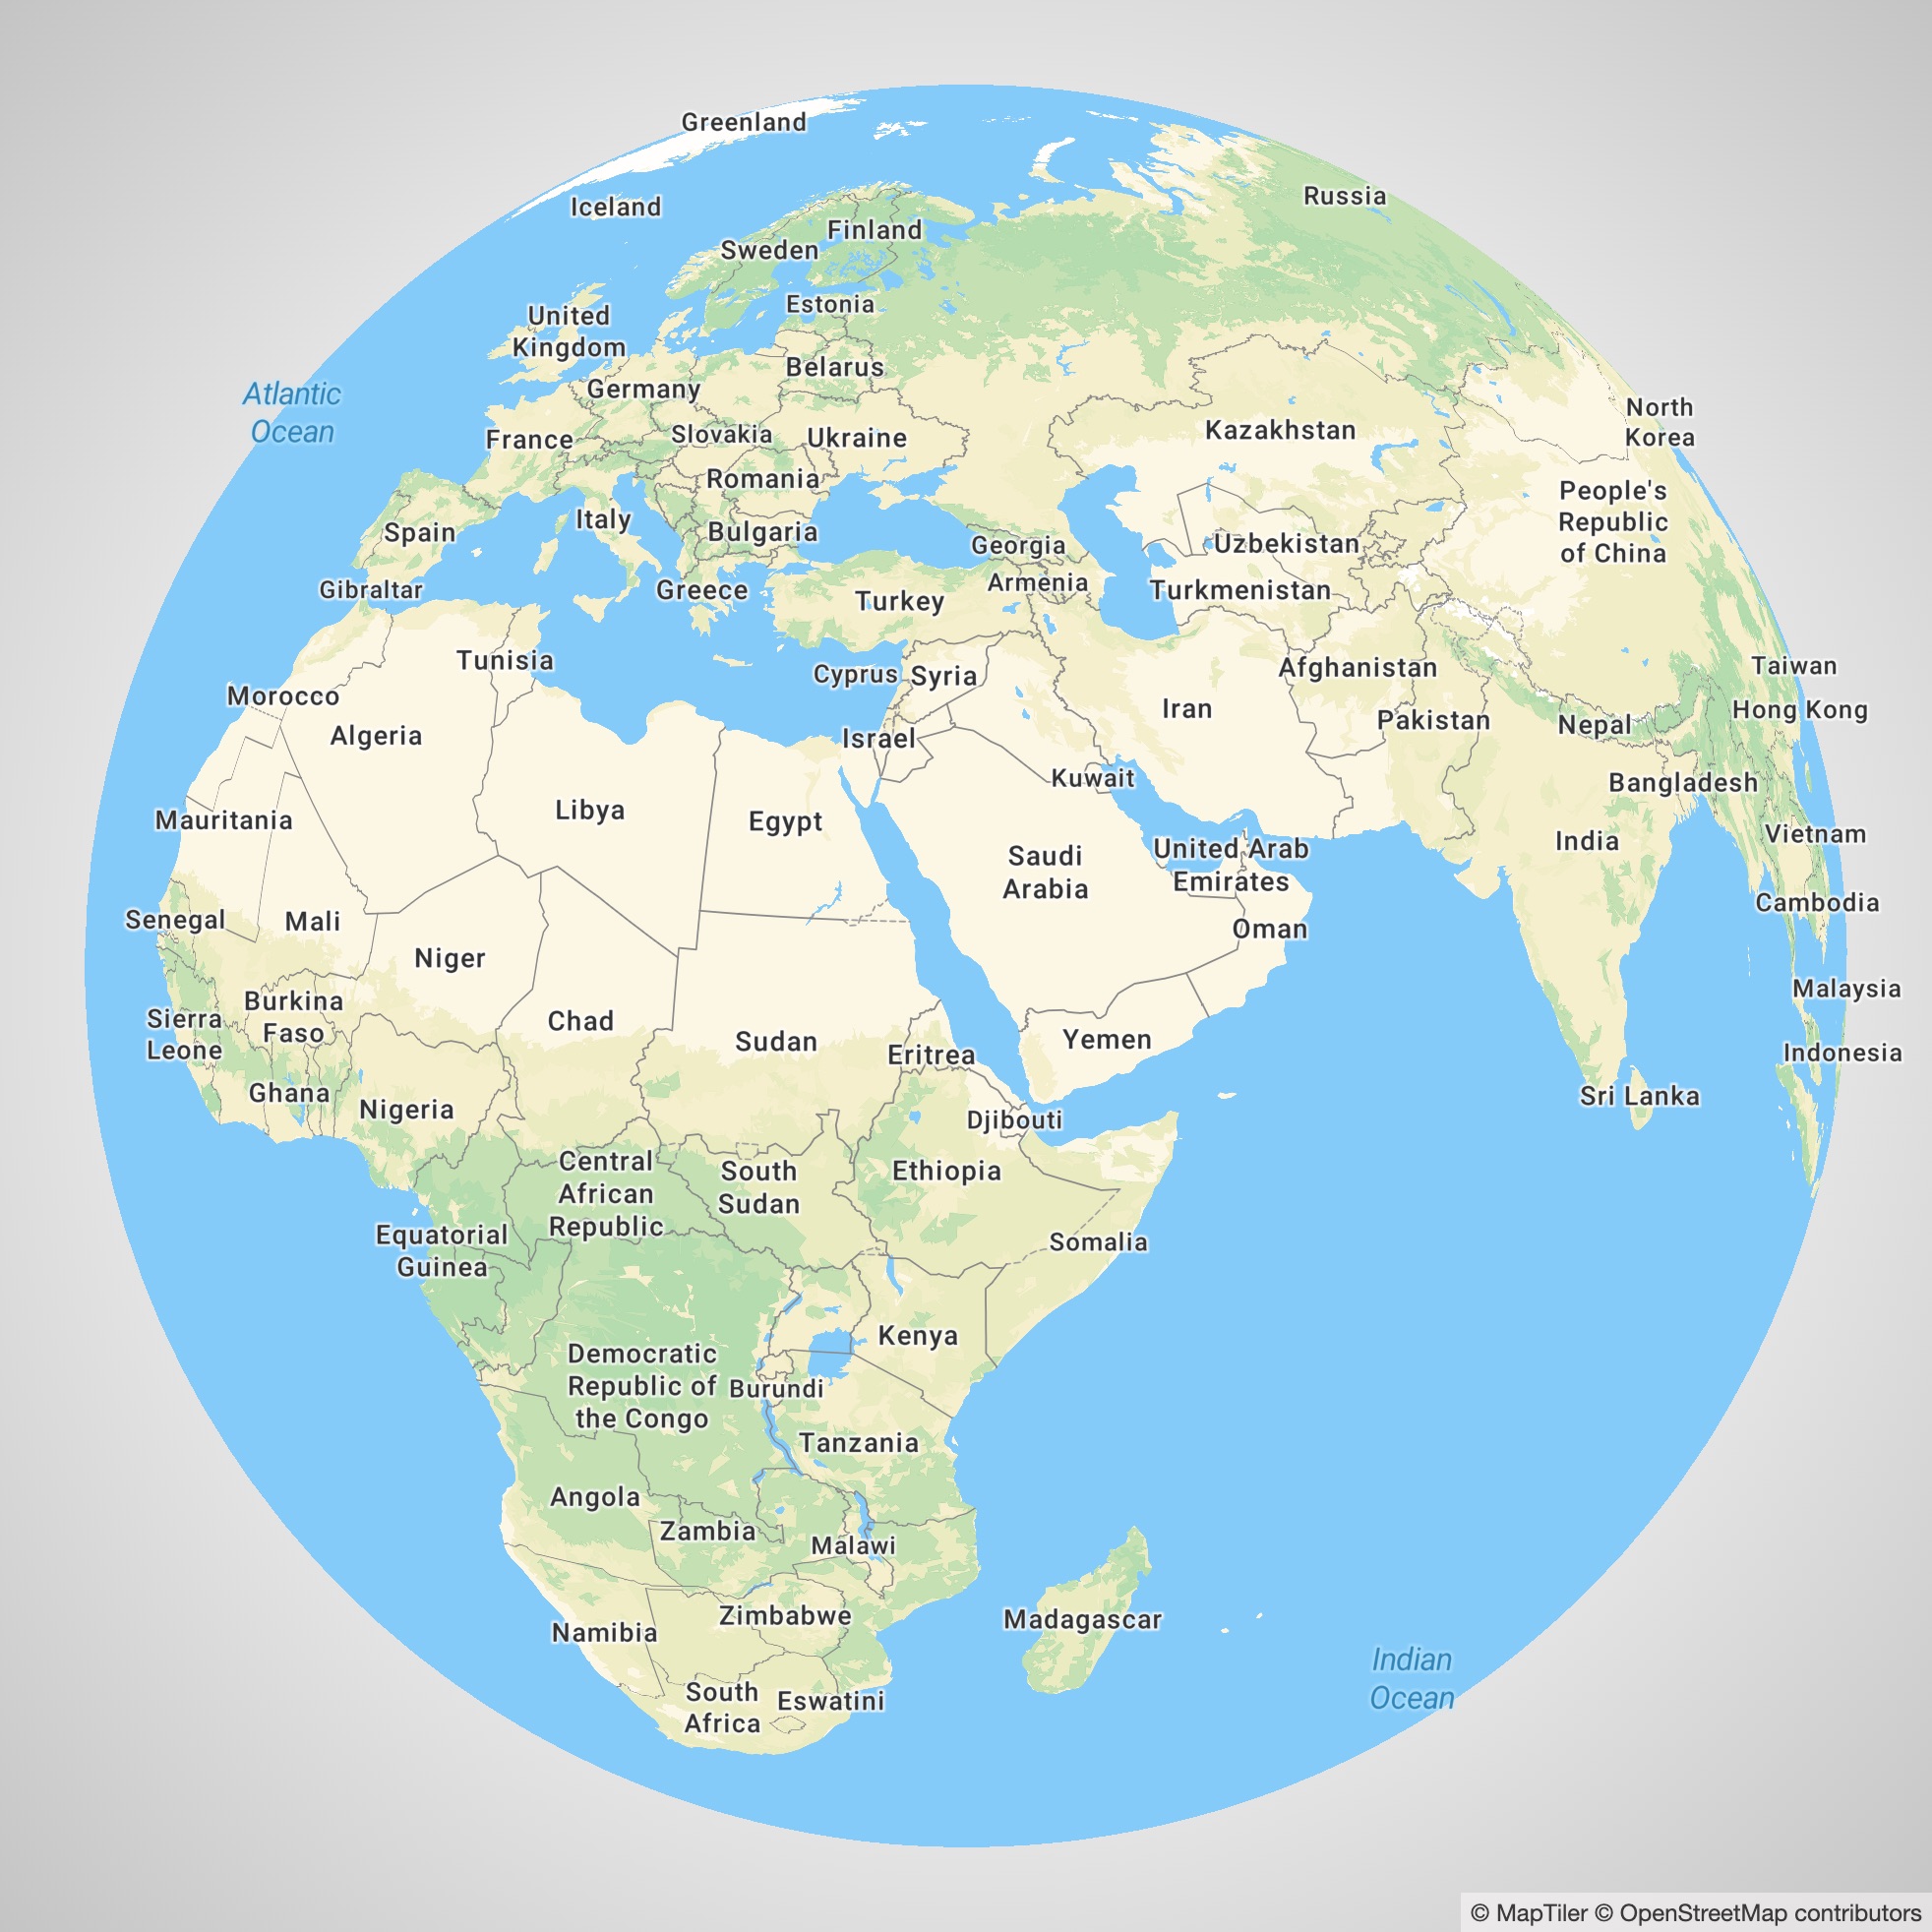 Greenland
Iceland
Russia
Finland
Sweden
Estonia
United
Kingdom
Belarus
Germany
Atlantic
Ocean
North
Korea
Kazakhstan
France
Slovakia
Ukraine
Romania
People's
Republic
of China
Spain
Italy
Bulgaria
Georgia
Uzbekistan
Gibraltar
Greece
Turkey
Armenia
Turkmenistan
Tunisia
Cyprus
Syria
Afghanistan
Taiwan
Morocco
Algeria
Israel
Iran
Pakistan
Nepal
Hong Kong
Kuwait
Bangladesh
Mauritania
Libya
Egypt
Saudi
Arabia
United Arab
Emirates
India
Vietnam
Senegal
Mali
Oman
Cambodia
Niger
Malaysia
Burkina
Faso
Sierra
Leone
Chad
Sudan
Eritrea
Yemen
Indonesia
Ghana
Nigeria
Djibouti
Sri Lanka
Central
African
Republic
South
Sudan
Ethiopia
Equatorial
Guinea
Somalia
Kenya
Democratic
Republic of
the Congo
Burundi
Tanzania
Angola
Zambia
Malawi
Zimbabwe
Namibia
Madagascar
Indian
Ocean
South
Africa
Eswatini
© MapTiler © OpenStreetMap contributors